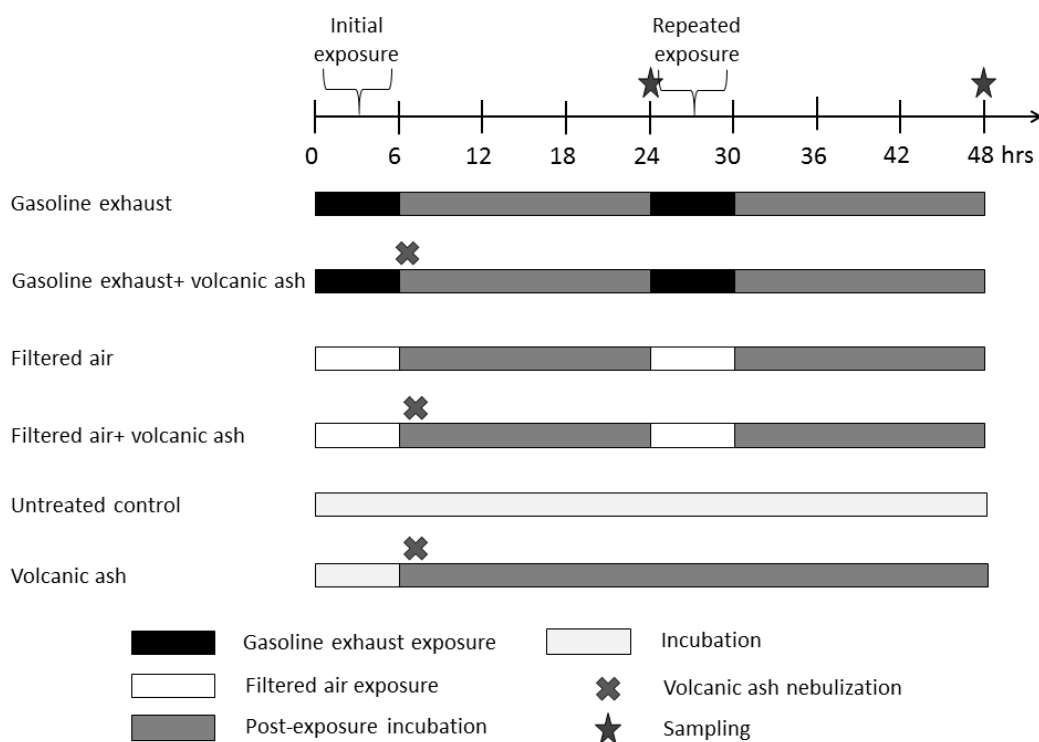 Initial
exposure
Repeated
exposure
0 6 12 18 24 30 36 42 48 hrs
Gasoline exhaust
Gasoline exhaust+ volcanic ash
Filtered air
Filtered air+ volcanic ash
Untreated control
Volcanic ash
Gasoline exhaust exposure
Incubation
Filtered air exposure
Volcanic ash nebulization
Post-exposure incubation
Sampling